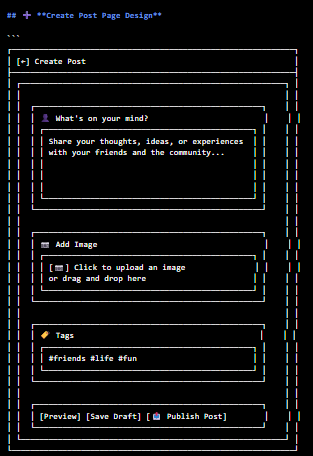 ## ➕ **Create Post Page Design**
```
[←] Create Post
👤 What's on your mind?
Share your thoughts, ideas, or experiences
with your friends and the community...
📷 Add Image
[📷] Click to upload an image
or drag and drop here
🏷️ Tags
#friends #life #fun
[Preview] [Save Draft] [📤 Publish Post]